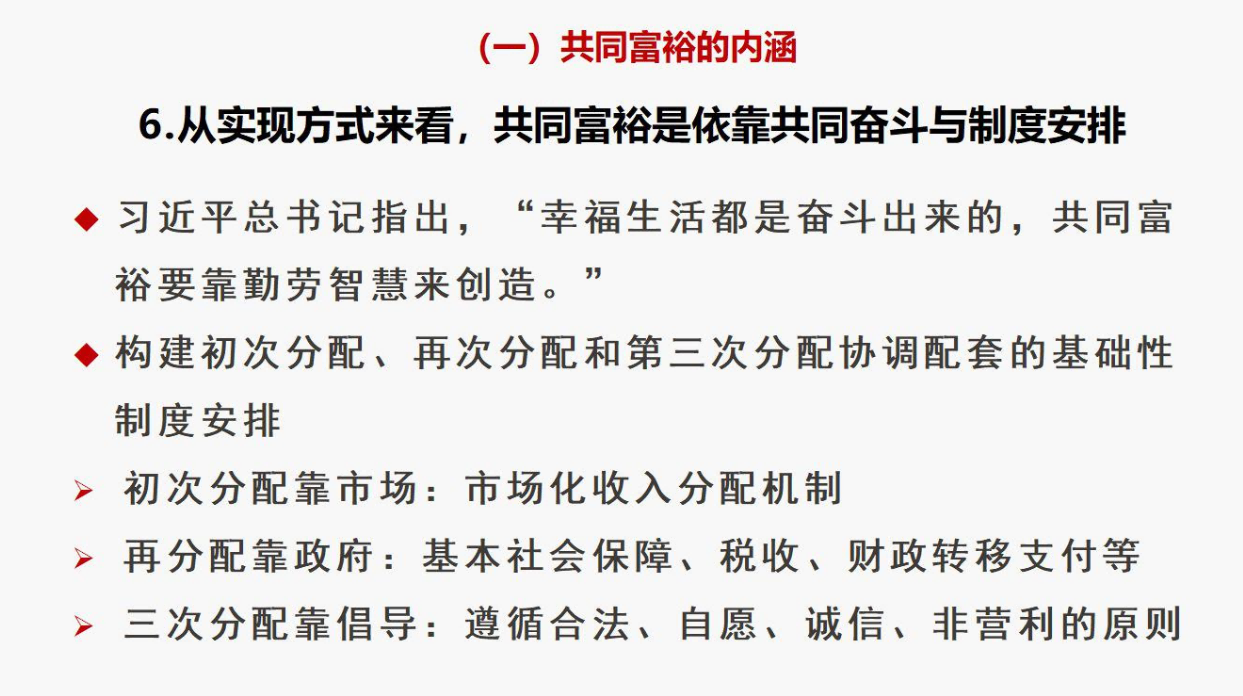 （一）共同富裕的内涵
6.从实现方式来看，共同富裕是依靠共同奋斗与制度安排
◆ 习近平总书记指出，“幸福生活都是奋斗出来的，共同富
裕要靠勤劳智慧来创造。”
◆ 构建初次分配、再次分配和第三次分配协调配套的基础性
制度安排
➢ 初次分配靠市场：市场化收入分配机制
➢ 再分配靠政府：基本社会保障、税收、财政转移支付等
➢ 三次分配靠倡导：遵循合法、自愿、诚信、非营利的原则